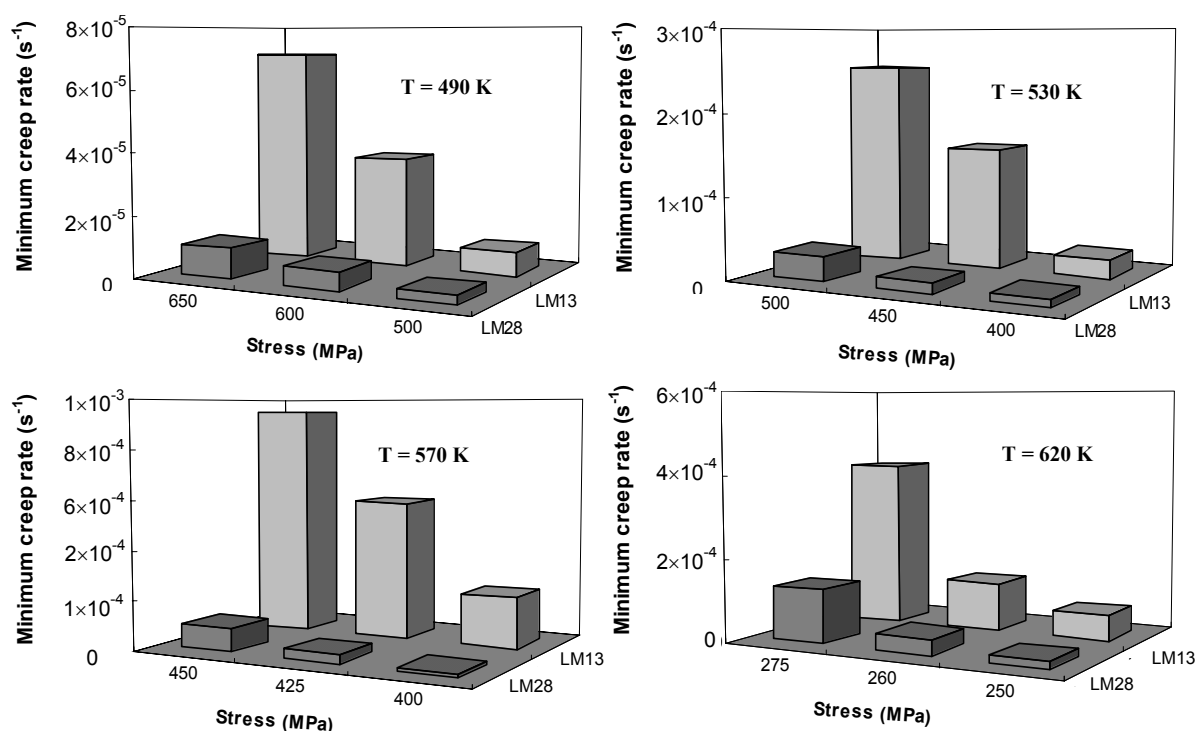 Minimum creep rate (s⁻¹)
8×10⁻⁵
6×10⁻⁵
4×10⁻⁵
2×10⁻⁵
0
T = 490 K
650
600
500
LM28
LM13
Stress (MPa)
Minimum creep rate (s⁻¹)
3×10⁻⁴
2×10⁻⁴
1×10⁻⁴
0
T = 530 K
500
450
400
LM28
LM13
Stress (MPa)
Minimum creep rate (s⁻¹)
1×10⁻³
8×10⁻⁴
6×10⁻⁴
2×10⁻⁴
1×10⁻⁴
0
T = 570 K
450
425
400
LM28
LM13
Stress (MPa)
Minimum creep rate (s⁻¹)
6×10⁻⁴
4×10⁻⁴
2×10⁻⁴
0
T = 620 K
275
260
250
LM28
LM13
Stress (MPa)